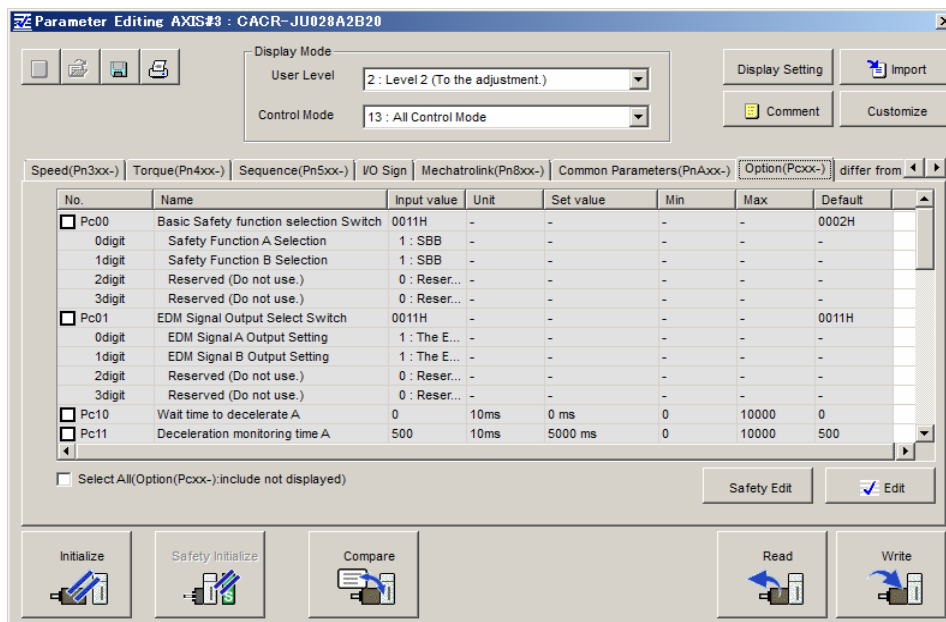 Parameter Editing AXIS#3 : CACR-JU028A2B20
Display Mode
User Level 2 : Level 2 (To the adjustment.)
Control Mode 13 : All Control Mode
Display Setting Import
Comment Customize
Speed(Pn3xx-) Torque(Pn4xx-) Sequence(Pn5xx-) I/O Sign Mechatrolink(Pn8xx-) Common Parameters(PnAxx-) Option(Pcxx-) differ from
No. Name Input value Unit Set value Min Max Default
Pc00 Basic Safety function selection Switch 0011H - - - - 0002H
0digit Safety Function A Selection 1 : SBB - - - - -
1digit Safety Function B Selection 1 : SBB - - - - -
2digit Reserved (Do not use.) 0 : Reser... - - - - -
3digit Reserved (Do not use.) 0 : Reser... - - - - -
Pc01 EDM Signal Output Select Switch 0011H - - - - 0011H
0digit EDM Signal A Output Setting 1 : The E... - - - - -
1digit EDM Signal B Output Setting 1 : The E... - - - - -
2digit Reserved (Do not use.) 0 : Reser... - - - - -
3digit Reserved (Do not use.) 0 : Reser... - - - - -
Pc10 Wait time to decelerate A 0 10ms 0 ms 0 10000 0
Pc11 Deceleration monitoring time A 500 10ms 5000 ms 0 10000 500
Select All(Option(Pcxx-):include not displayed)
Safety Edit Edit
Initialize Safety Initialize Compare Read Write
S